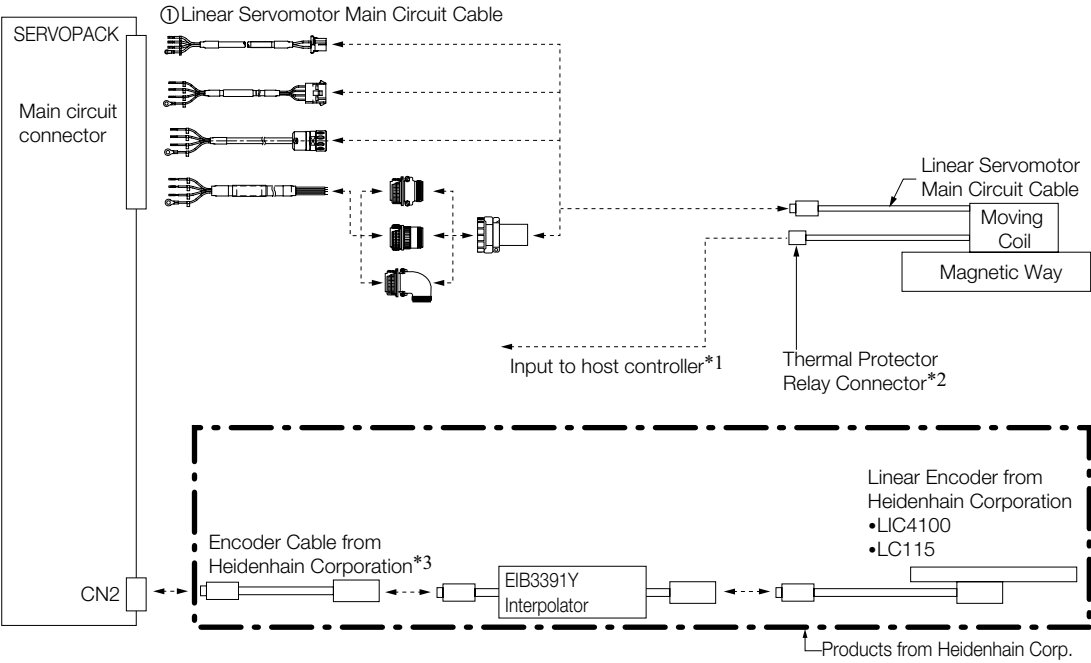 ①Linear Servomotor Main Circuit Cable
SERVOPACK
Main circuit
connector
Linear Servomotor
Main Circuit Cable
Moving
Coil
Magnetic Way
Input to host controller*1
Thermal Protector
Relay Connector*2
Linear Encoder from
Heidenhain Corporation
•LIC4100
•LC115
Encoder Cable from
Heidenhain Corporation*3
EIB3391Y
Interpolator
CN2
Products from Heidenhain Corp.